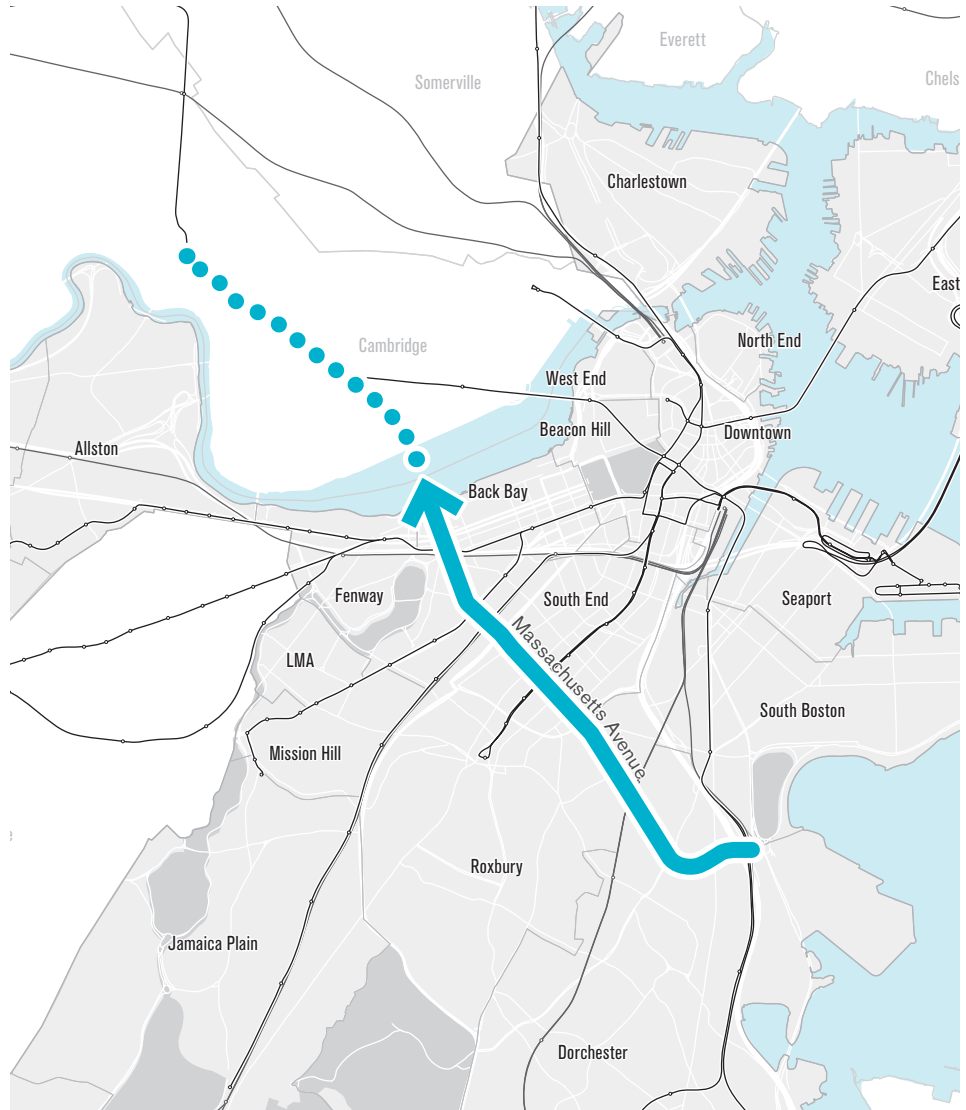 Everett
Somerville
Chels
Charlestown
East
North End
Cambridge
West End
Beacon Hill
Downtown
Allston
Back Bay
Fenway
South End
Seaport
Massachusetts Avenue
LMA
South Boston
Mission Hill
Roxbury
Jamaica Plain
Dorchester